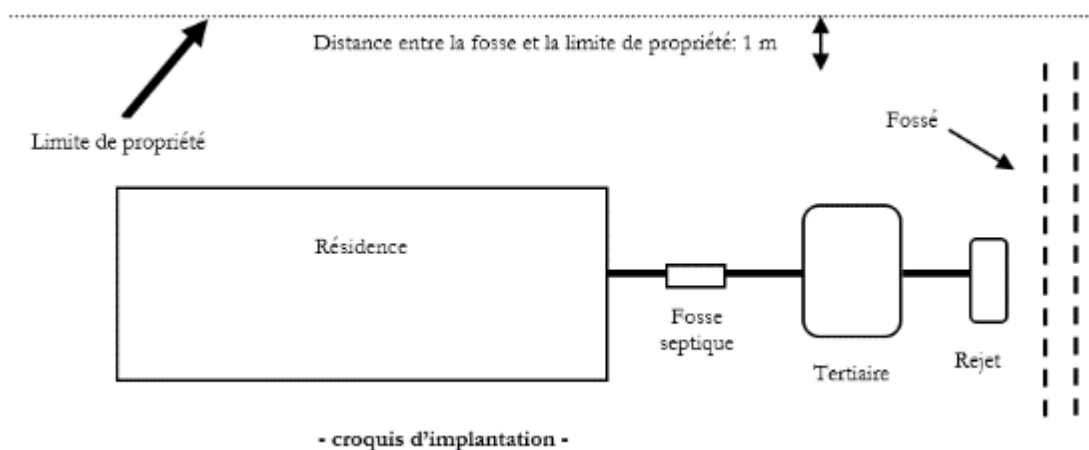 Distance entre la fosse et la limite de propriété: 1 m
Limite de propriété
Fossé
Résidence
Fosse
septique
Tertiaire
Rejet
- croquis d'implantation -